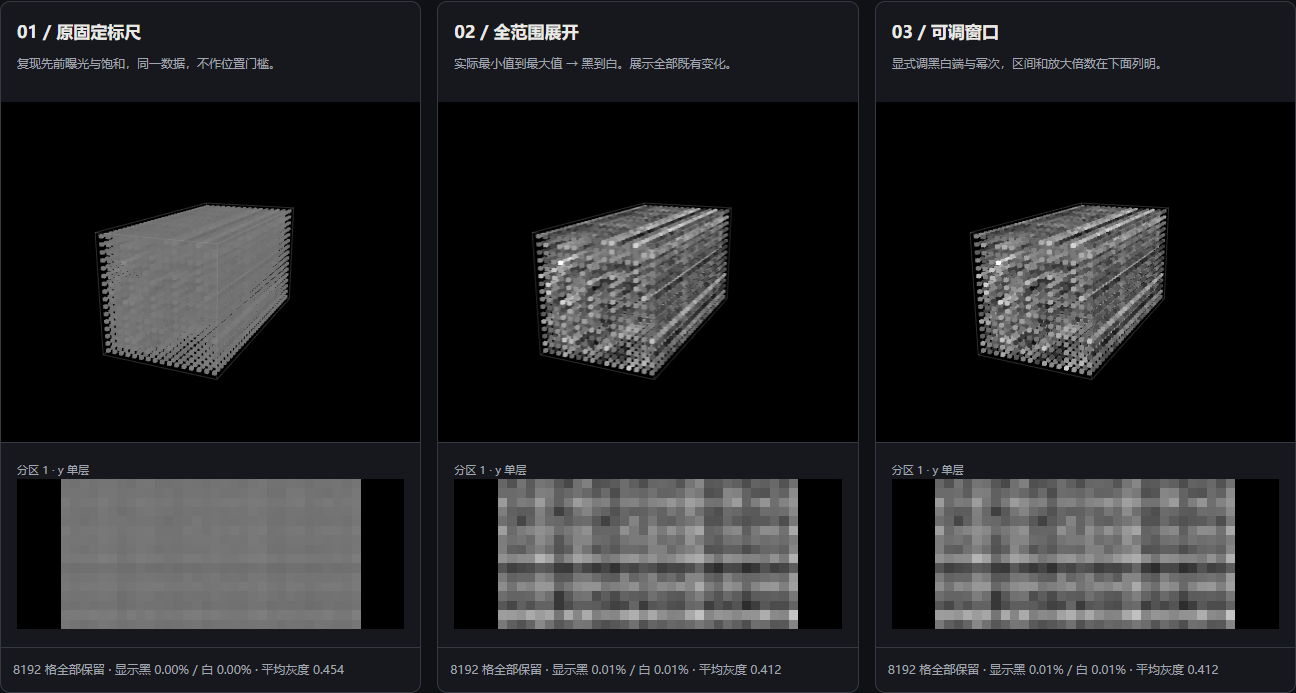 01 / 原固定标尺
复现先前曝光与饱和，同一数据，不作位置门槛。
分区 1 · y 单层
8192 格全部保留 · 显示黑 0.00% / 白 0.00% · 平均灰度 0.454
02 / 全范围展开
实际最小值到最大值 → 黑到白。展示全部既有变化。
分区 1 · y 单层
8192 格全部保留 · 显示黑 0.01% / 白 0.01% · 平均灰度 0.412
03 / 可调窗口
显式调黑白端与幂次，区间和放大倍数在下面列明。
分区 1 · y 单层
8192 格全部保留 · 显示黑 0.01% / 白 0.01% · 平均灰度 0.412